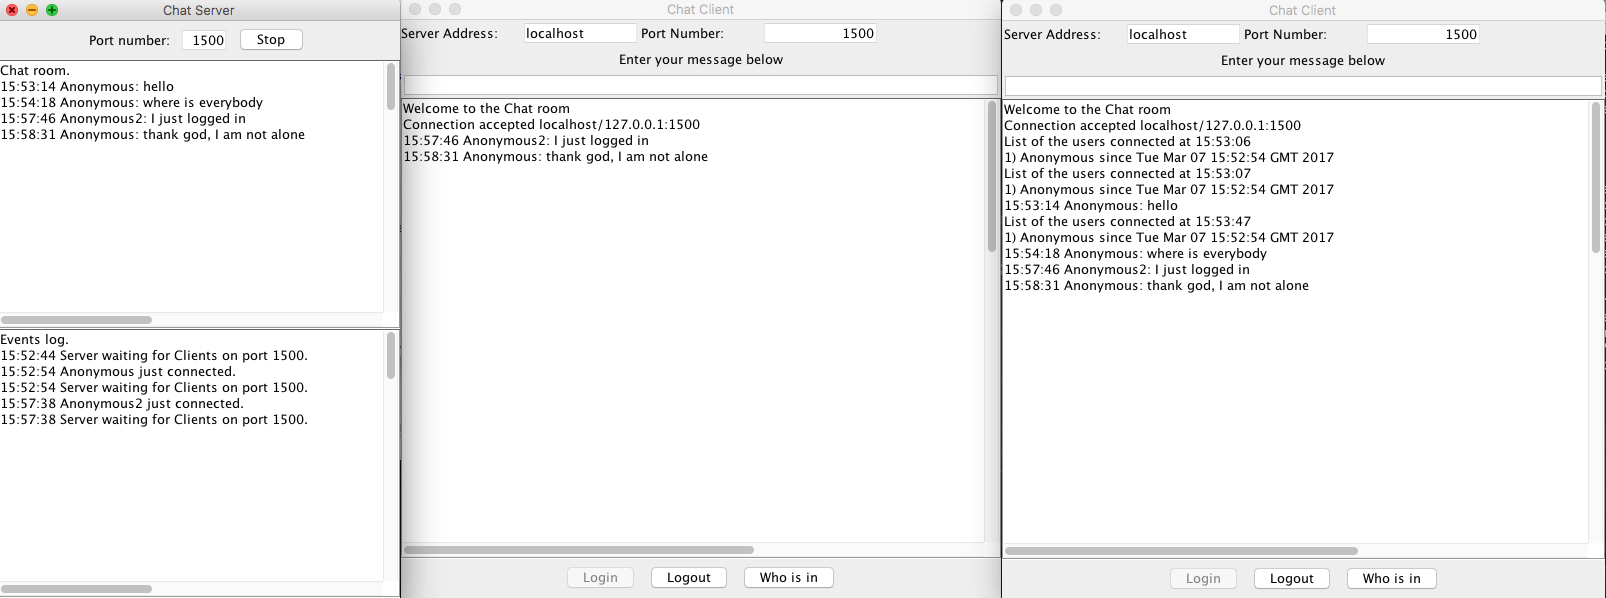 Chat Server
Port number: 1500 Stop
Chat room.
15:53:14 Anonymous: hello
15:54:18 Anonymous: where is everybody
15:57:46 Anonymous2: I just logged in
15:58:31 Anonymous: thank god, I am not alone
Events log.
15:52:44 Server waiting for Clients on port 1500.
15:52:54 Anonymous just connected.
15:52:54 Server waiting for Clients on port 1500.
15:57:38 Anonymous2 just connected.
15:57:38 Server waiting for Clients on port 1500.
Chat Client
Server Address: localhost Port Number: 1500
Enter your message below
Welcome to the Chat room
Connection accepted localhost/127.0.0.1:1500
15:57:46 Anonymous2: I just logged in
15:58:31 Anonymous: thank god, I am not alone
Login Logout Who is in
Chat Client
Server Address: localhost Port Number: 1500
Enter your message below
Welcome to the Chat room
Connection accepted localhost/127.0.0.1:1500
List of the users connected at 15:53:06
1) Anonymous since Tue Mar 07 15:52:54 GMT 2017
List of the users connected at 15:53:07
1) Anonymous since Tue Mar 07 15:52:54 GMT 2017
15:53:14 Anonymous: hello
List of the users connected at 15:53:47
1) Anonymous since Tue Mar 07 15:52:54 GMT 2017
15:54:18 Anonymous: where is everybody
15:57:46 Anonymous2: I just logged in
15:58:31 Anonymous: thank god, I am not alone
Login Logout Who is in